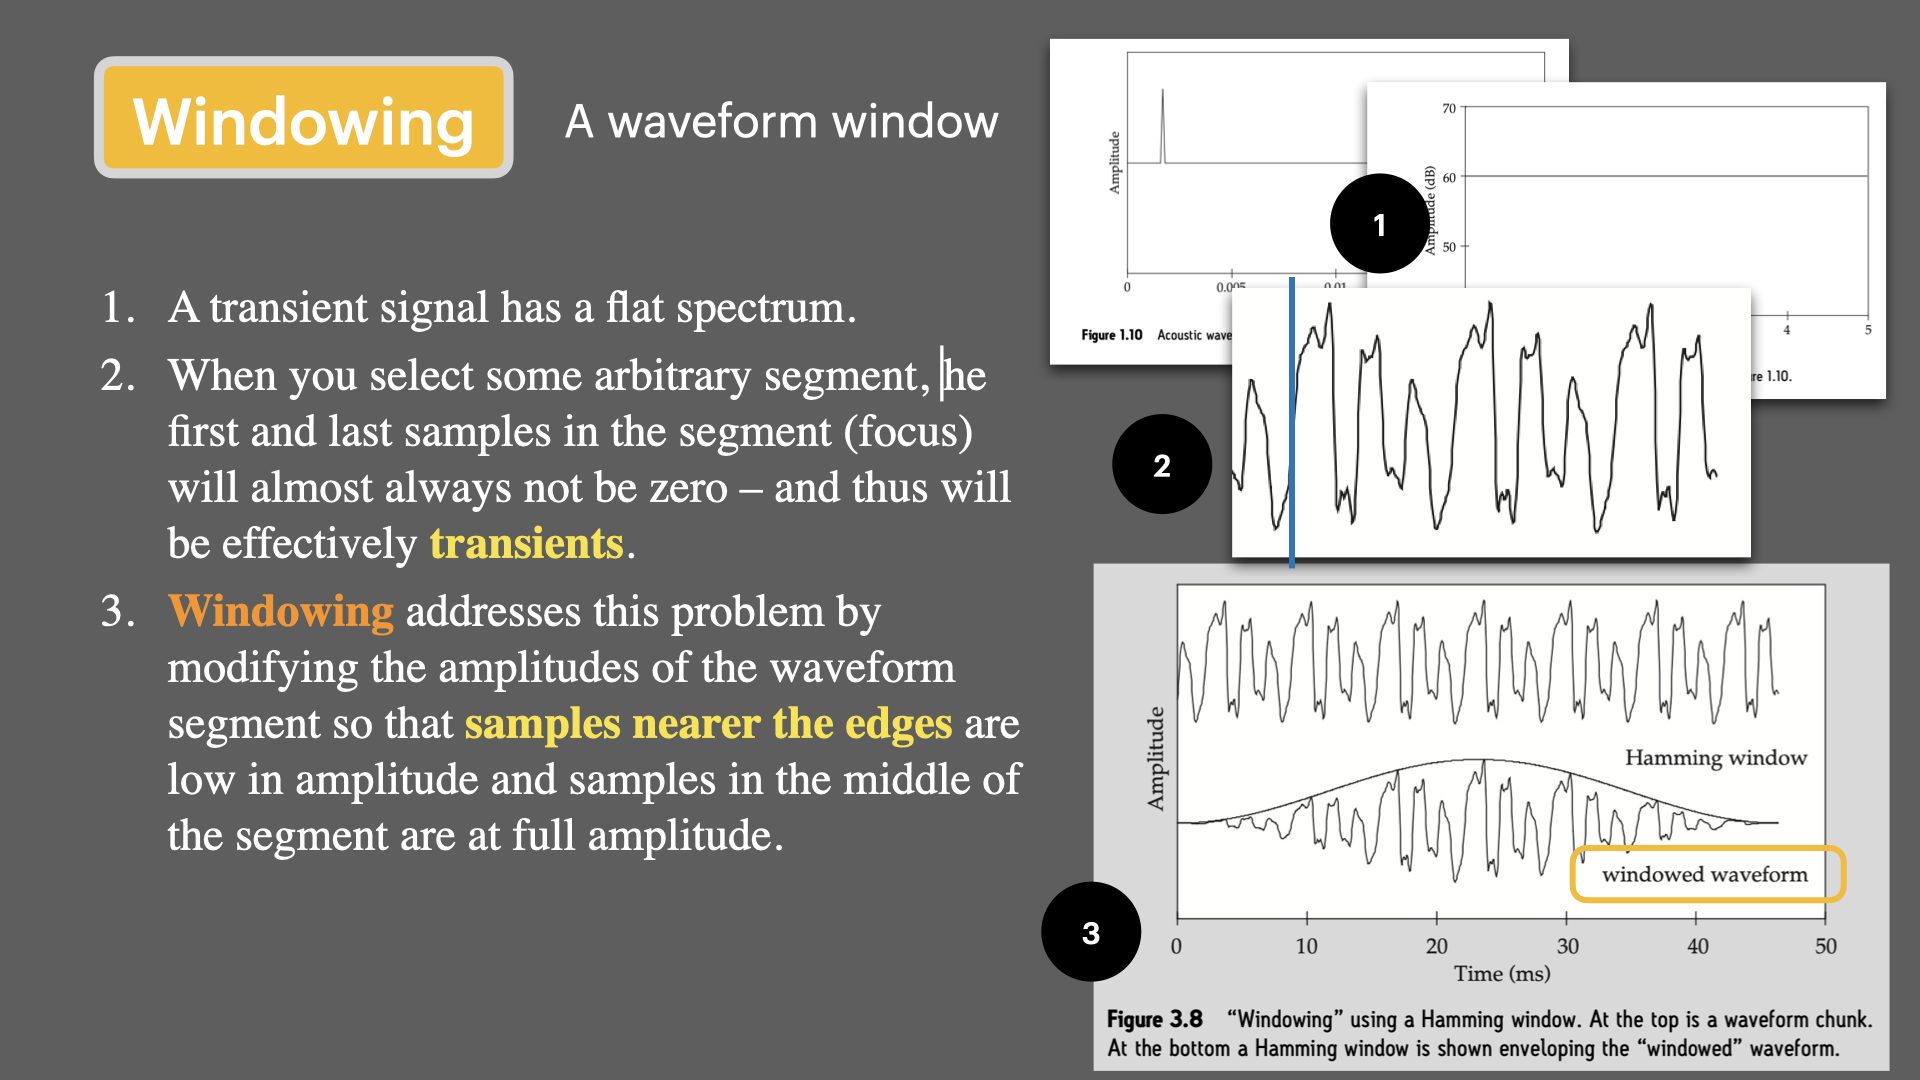 Windowing
A waveform window
1. A transient signal has a flat spectrum.
2. When you select some arbitrary segment, he
first and last samples in the segment (focus)
will almost always not be zero – and thus will
be effectively transients.
3. Windowing addresses this problem by
modifying the amplitudes of the waveform
segment so that samples nearer the edges are
low in amplitude and samples in the middle of
the segment are at full amplitude.
Amplitude
0 0.005 0.01
Figure 1.10 Acoustic wave
1
70
60
50
Amplitude (dB)
4 5
re 1.10.
2
3
Amplitude
Hamming window
windowed waveform
0 10 20 30 40 50
Time (ms)
Figure 3.8 “Windowing” using a Hamming window. At the top is a waveform chunk.
At the bottom a Hamming window is shown enveloping the “windowed” waveform.